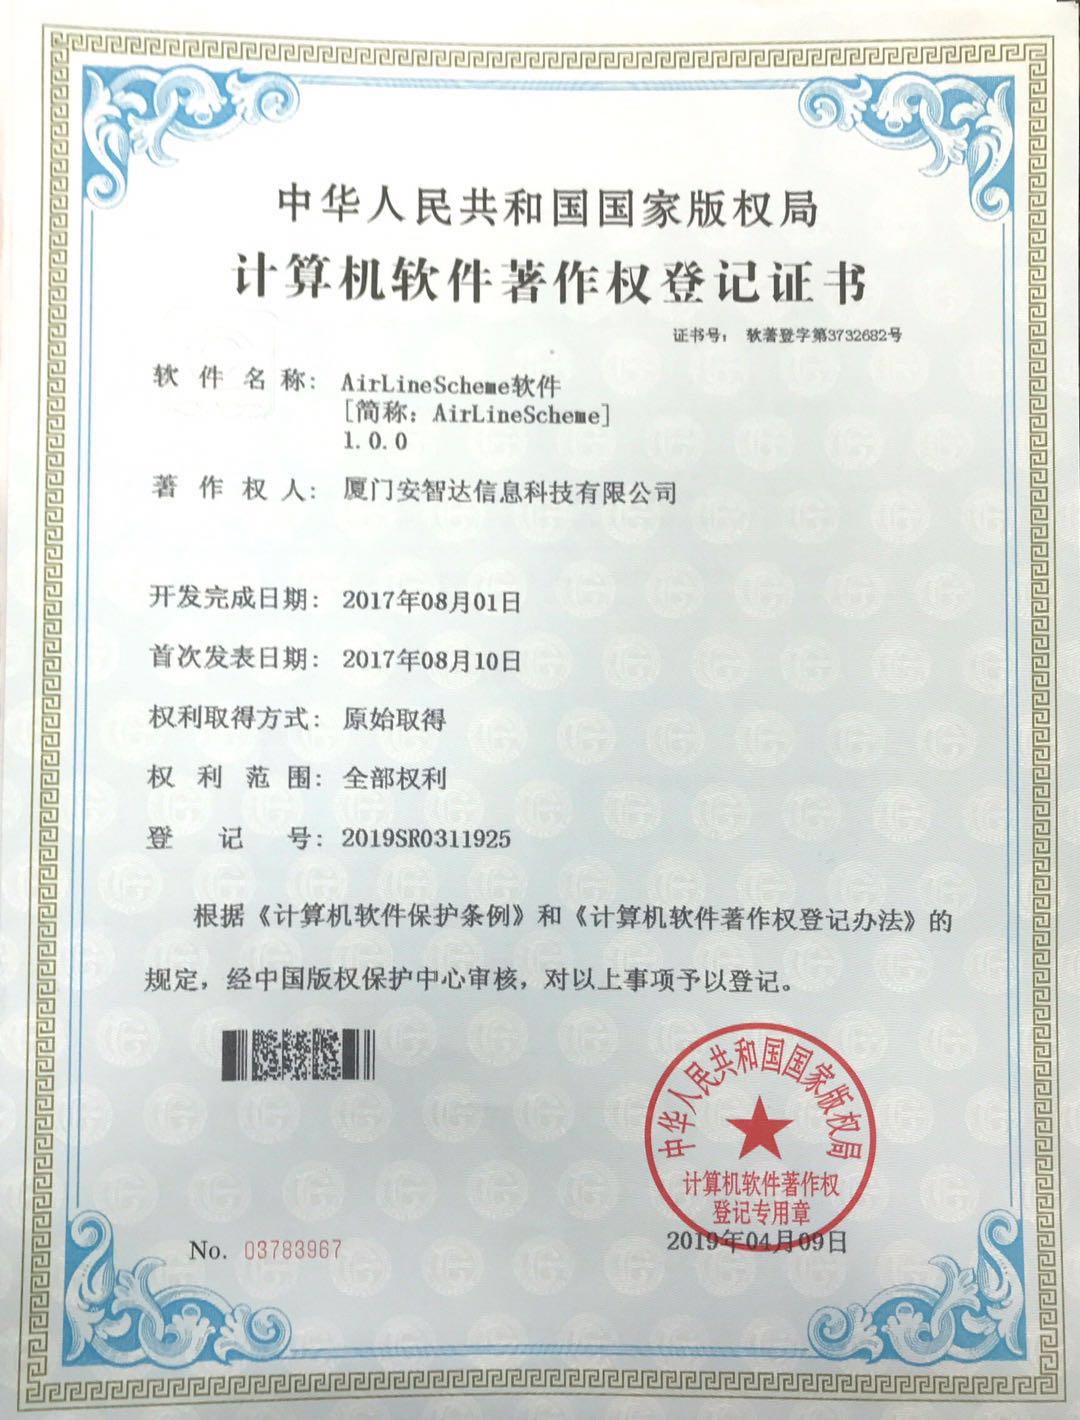 中华人民共和国国家版权局
计算机软件著作权登记证书
证书号： 软著登字第3732682号
软件名称： AirLineScheme软件
[简称：AirLineScheme]
1.0.0
著作权人： 厦门安智达信息科技有限公司
开发完成日期： 2017年08月01日
首次发表日期： 2017年08月10日
权利取得方式： 原始取得
权利范围： 全部权利
登记号： 2019SR0311925
根据《计算机软件保护条例》和《计算机软件著作权登记办法》的
规定，经中国版权保护中心审核，对以上事项予以登记。
中华人民共和国国家版权局
计算机软件著作权
登记专用章
No. 03783967
2019年04月09日